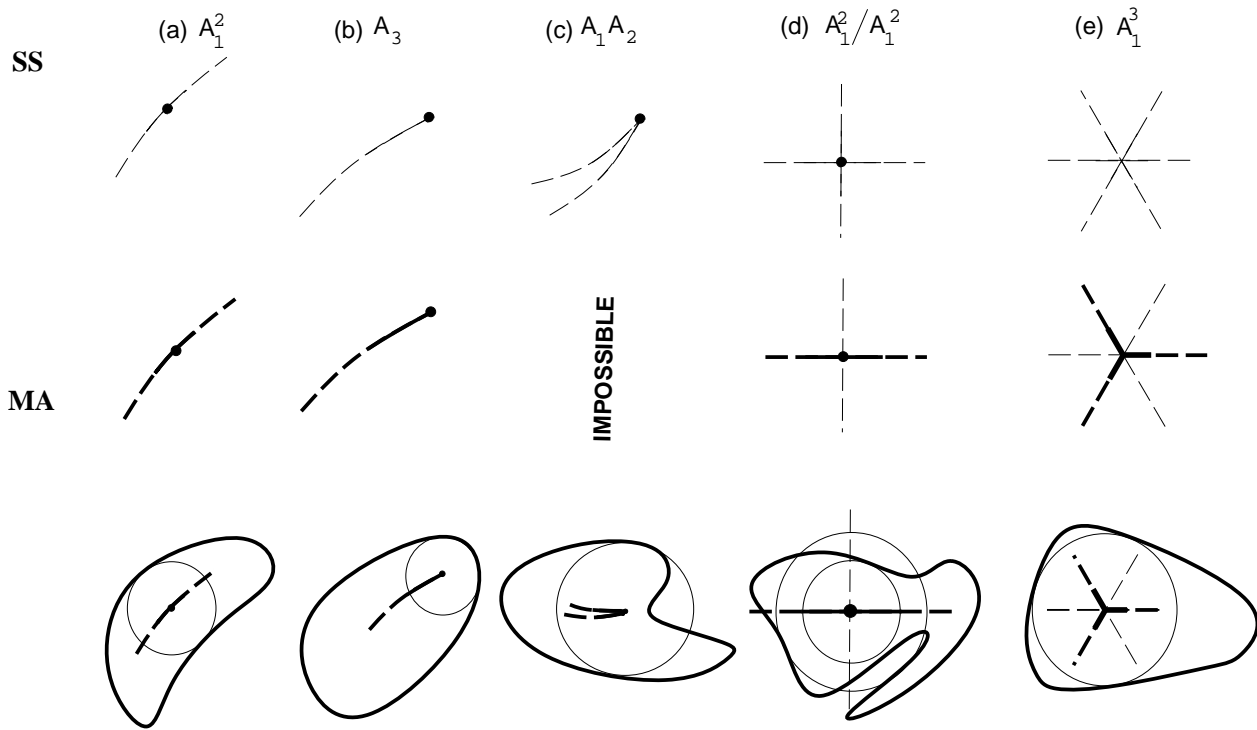 (a) A₁² (b) A₃ (c) A₁A₂ (d) A₁²/A₁² (e) A₁³
SS
MA
IMPOSSIBLE